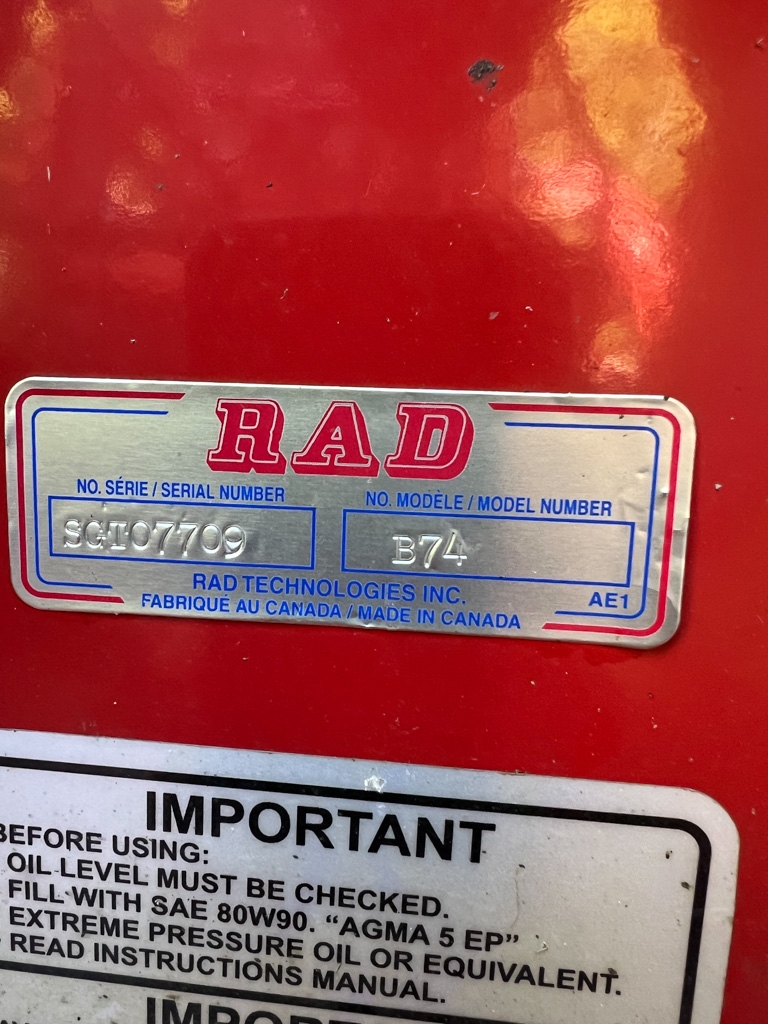 RAD
NO. SÉRIE / SERIAL NUMBER
NO. MODÈLE / MODEL NUMBER
SGT07709
B74
RAD TECHNOLOGIES INC.
AE1
FABRIQUÉ AU CANADA / MADE IN CANADA
IMPORTANT
BEFORE USING:
OIL LEVEL MUST BE CHECKED.
FILL WITH SAE 80W90. “AGMA 5 EP”
EXTREME PRESSURE OIL OR EQUIVALENT.
READ INSTRUCTIONS MANUAL.